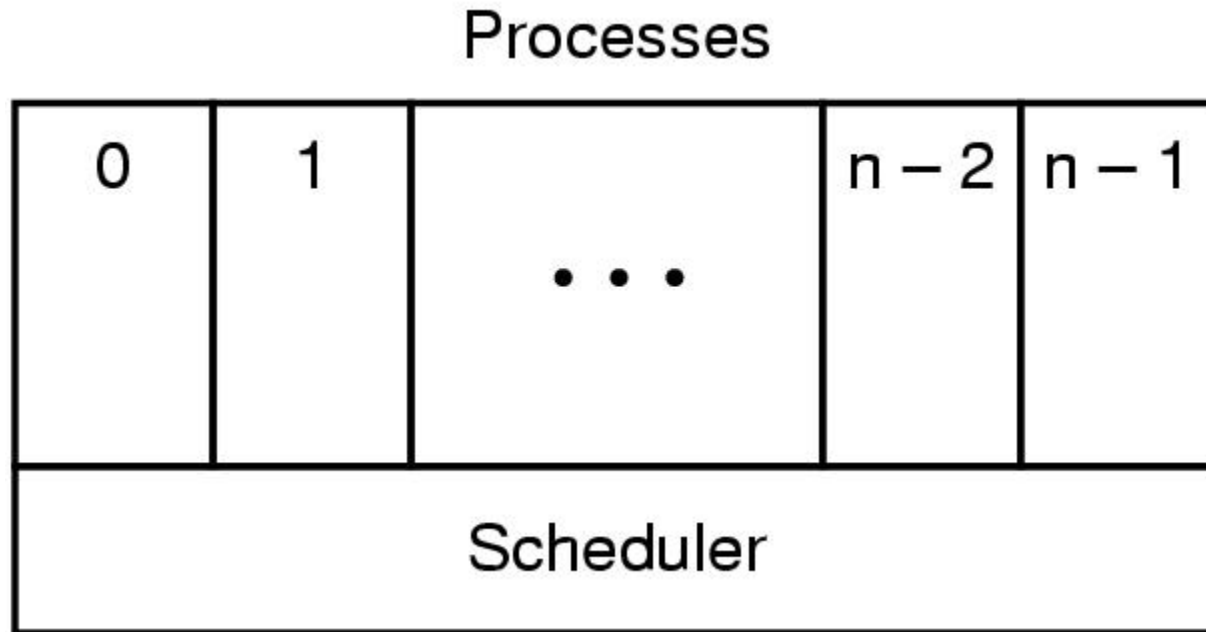 Processes
0 1 • • • n – 2 n – 1
Scheduler